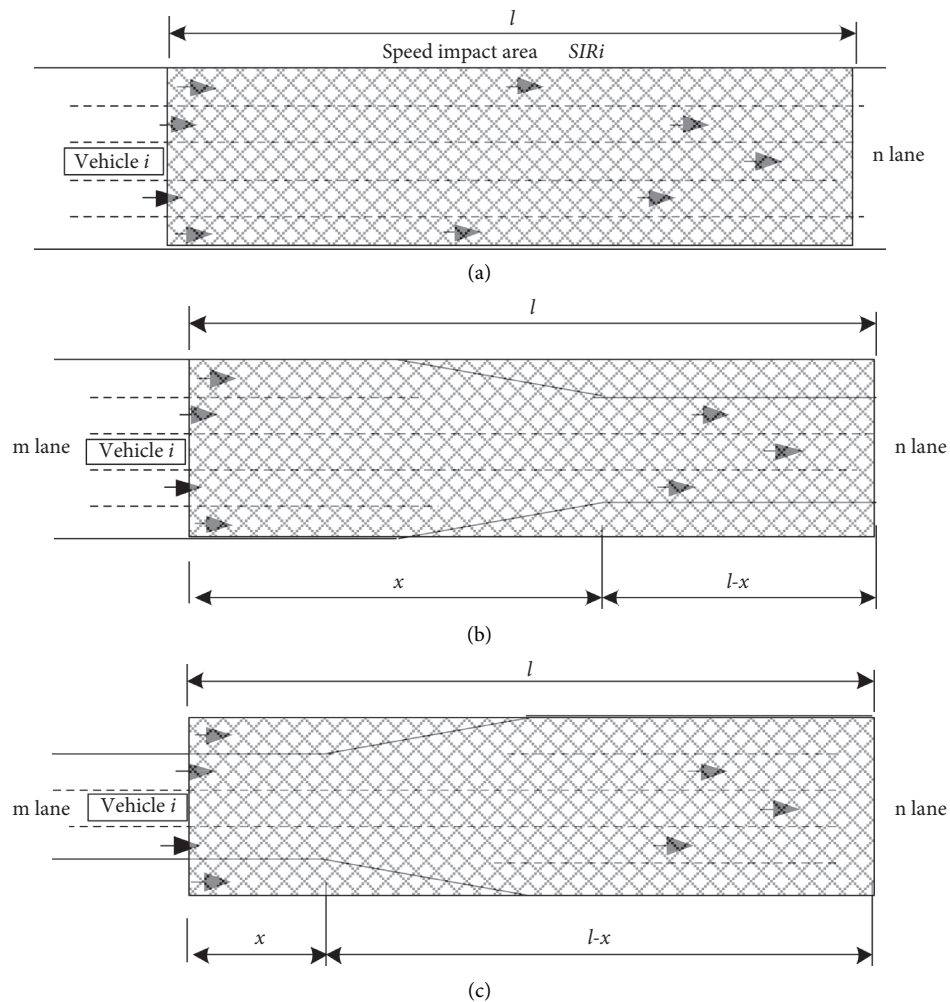 l
Speed impact area SIRi
Vehicle i
n lane
(a)
l
m lane
Vehicle i
n lane
x
l-x
(b)
l
m lane
Vehicle i
n lane
x
l-x
(c)